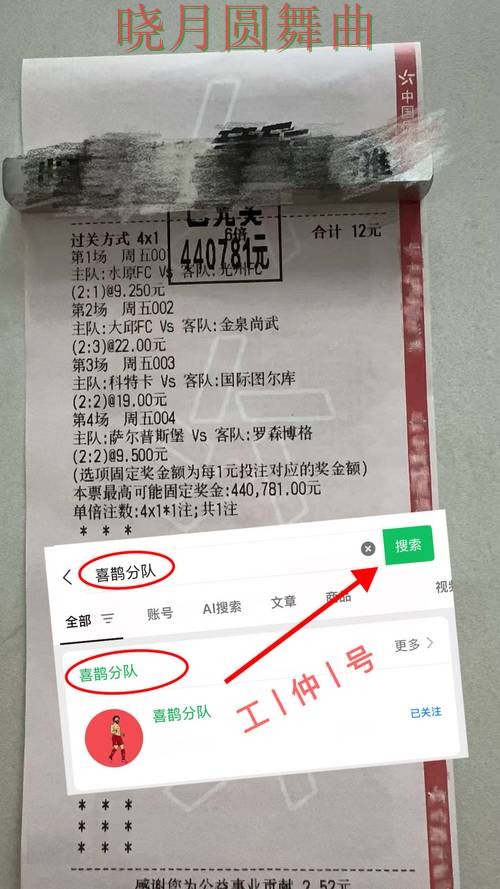 晓月圆舞曲
中国
已兑奖
440781元
过关方式 4x1 6倍 合计 12元
第1场 周五00
主队:水原FC Vs 客队:光州FC
(2:1)@9.250元
第2场 周五002
主队:大邱FC Vs 客队:金泉尚武
(2:3)@22.00元
第3场 周五003
主队:科特卡 Vs 客队:国际图尔库
(2:2)@19.00元
第4场 周五004
主队:萨尔普斯堡 Vs 客队:罗森博格
(2:2)@9.500元
(选项固定奖金额为每1元投注对应的奖金额)
本票最高可能固定奖金:440,781.00元
单倍注数:4x1*1注;共1注
* * *
喜鹊分队
搜索
全部 账号 AI搜索 文章 商品 视频
喜鹊分队
更多
喜鹊分队
已关注
工/仲/号
* * *
* * *
* * *
感谢您为公益事业贡献 2.52元